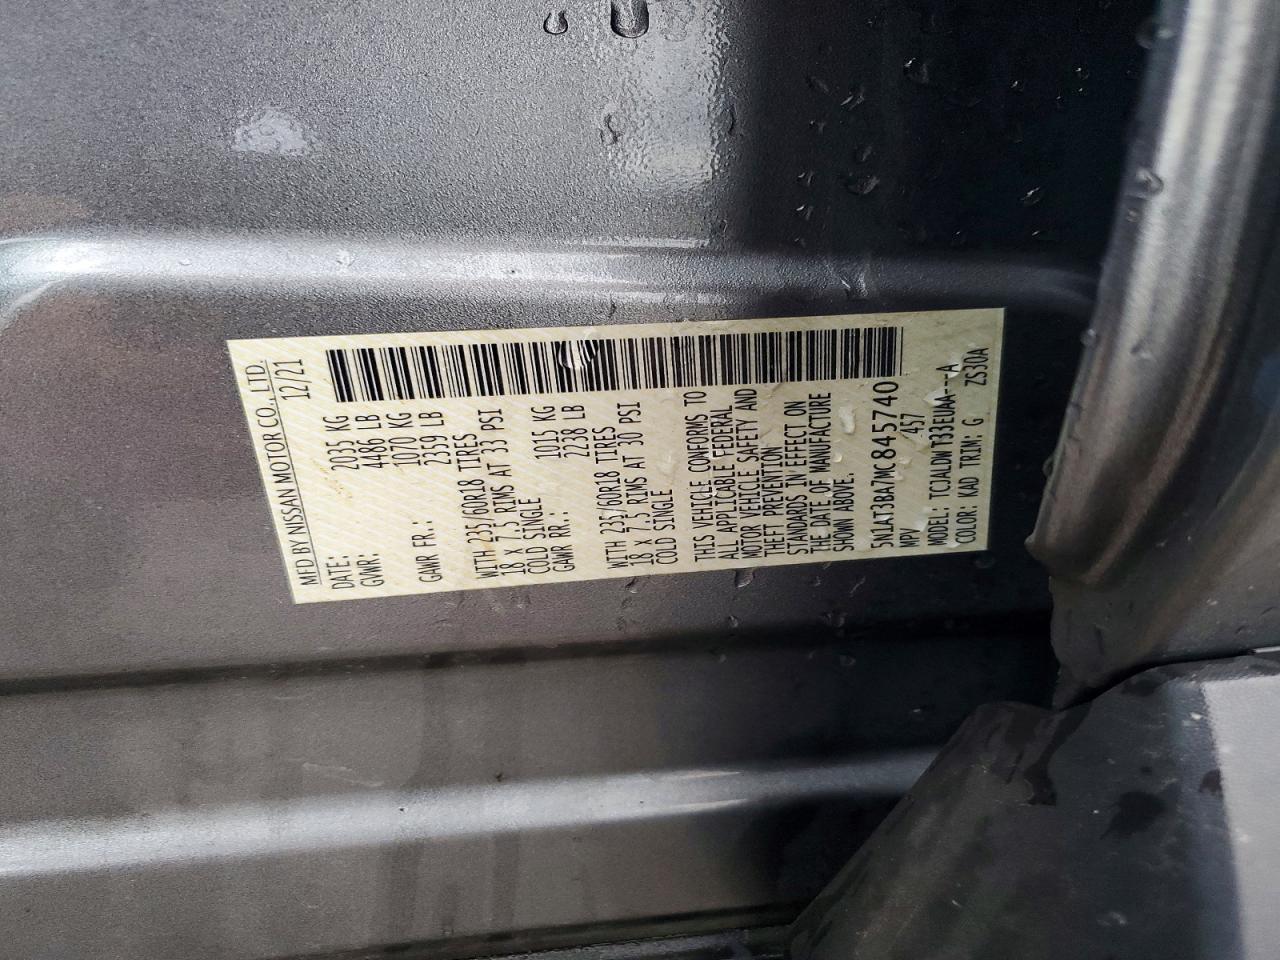 MFD BY NISSAN MOTOR CO., LTD.
DATE: 12/21
GVWR: 2035 KG
4486 LB
GAWR FR.: 1070 KG
2359 LB
WITH 235/60R18 TIRES
18 X 7.5 RIMS AT 33 PSI
COLD SINGLE
GAWR RR.: 1015 KG
2238 LB
WITH 235/60R18 TIRES
18 X 7.5 RIMS AT 30 PSI
COLD SINGLE
THIS VEHICLE CONFORMS TO
ALL APPLICABLE FEDERAL
MOTOR VEHICLE SAFETY AND
THEFT PREVENTION
STANDARDS IN EFFECT ON
THE DATE OF MANUFACTURE
SHOWN ABOVE.
5N1AT3BA7MC845740
MPV 457
MODEL: TCJALDWT33EUAA---A
COLOR: KAD TRIM: G ZS30A